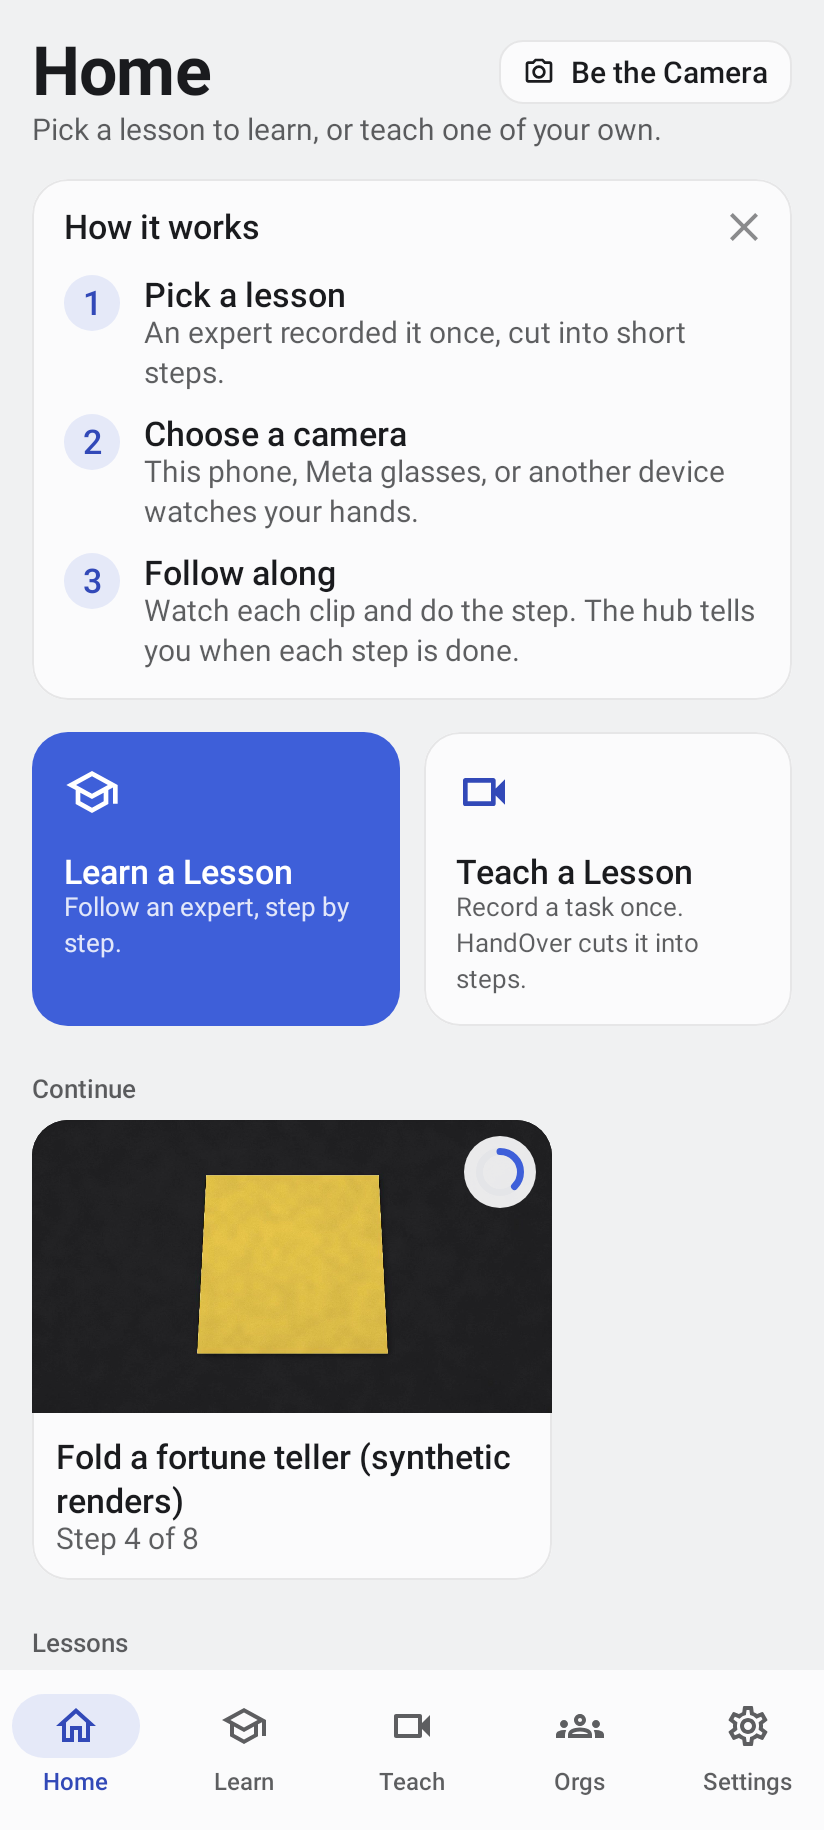 Home
Be the Camera
Pick a lesson to learn, or teach one of your own.
How it works
1
Pick a lesson
An expert recorded it once, cut into short
steps.
2
Choose a camera
This phone, Meta glasses, or another device
watches your hands.
3
Follow along
Watch each clip and do the step. The hub tells
you when each step is done.
Learn a Lesson
Follow an expert, step by
step.
Teach a Lesson
Record a task once.
HandOver cuts it into
steps.
Continue
Fold a fortune teller (synthetic
renders)
Step 4 of 8
Lessons
Home
Learn
Teach
Orgs
Settings